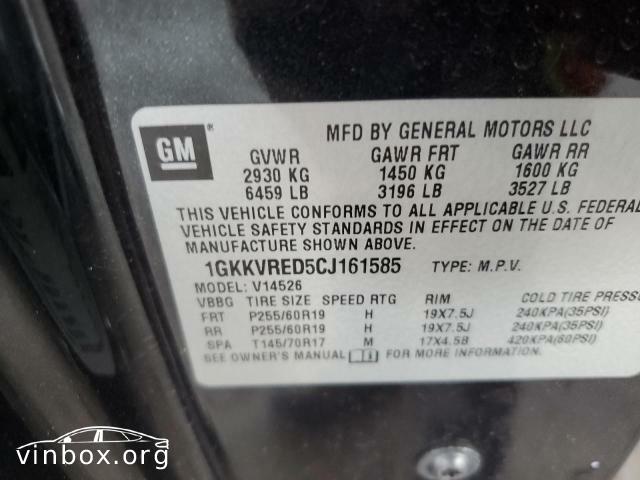 GM ®
MFD BY GENERAL MOTORS LLC
GVWR GAWR FRT GAWR RR
2930 KG 1450 KG 1600 KG
6459 LB 3196 LB 3527 LB
THIS VEHICLE CONFORMS TO ALL APPLICABLE U.S. FEDERAL
VEHICLE SAFETY STANDARDS IN EFFECT ON THE DATE OF
MANUFACTURE SHOWN ABOVE.
1GKKVRED5CJ161585 TYPE: M.P.V.
MODEL: V14526
VBBG TIRE SIZE SPEED RTG RIM COLD TIRE PRESS
FRT P255/60R19 H 19X7.5J 240KPA(35PSI)
RR P255/60R19 H 19X7.5J 240KPA(35PSI)
SPA T145/70R17 M 17X4.5B 420KPA(60PSI)
SEE OWNER'S MANUAL FOR MORE INFORMATION.
vinbox.org